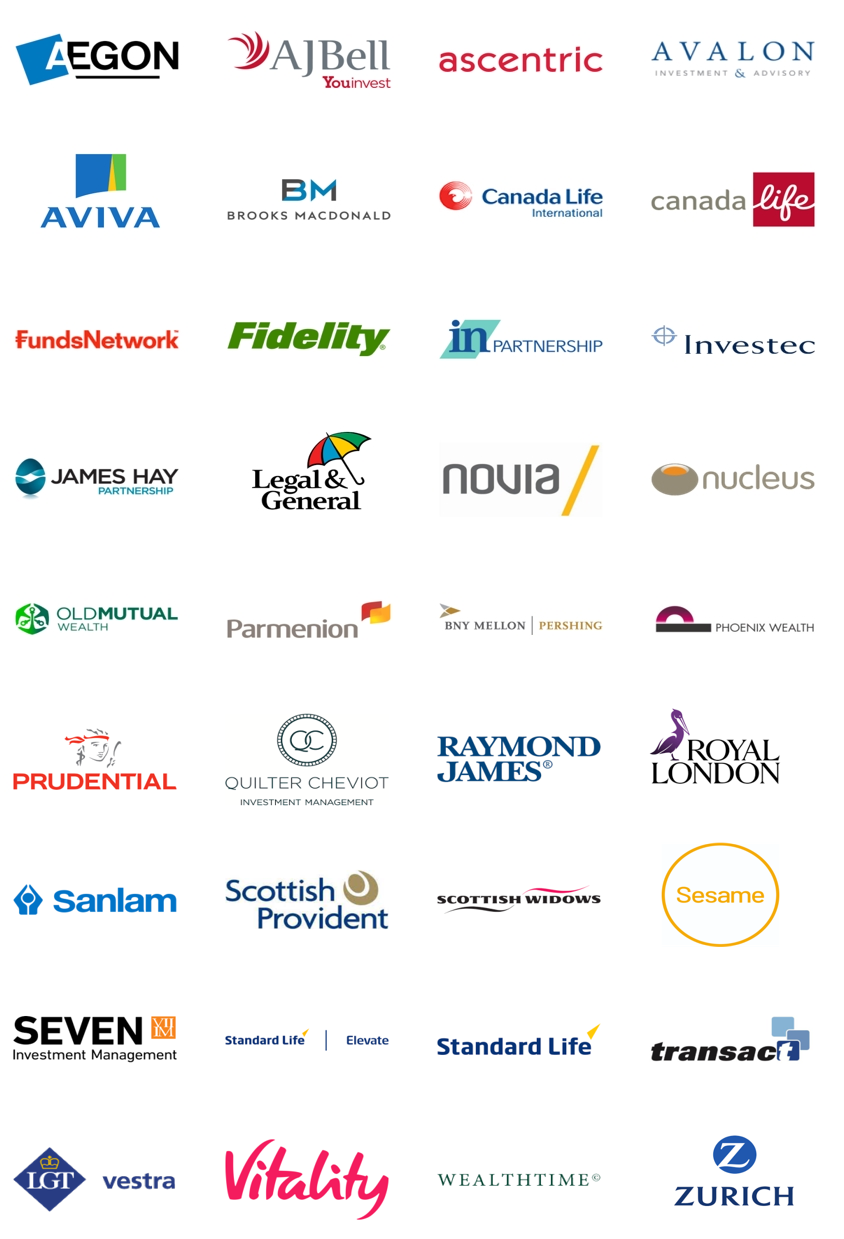 AEGON
AJBell
Youinvest
ascentric
AVALON
INVESTMENT & ADVISORY
AVIVA
BM
BROOKS MACDONALD
Canada Life
International
canada life
FundsNetwork™
Fidelity®
in PARTNERSHIP
Investec
JAMES HAY
PARTNERSHIP
Legal &
General
novia
nucleus
OLDMUTUAL
WEALTH
Parmenion
BNY MELLON | PERSHING
PHOENIX WEALTH
PRUDENTIAL
QC
QUILTER CHEVIOT
INVESTMENT MANAGEMENT
RAYMOND
JAMES®
ROYAL
LONDON
Sanlam
Scottish
Provident
SCOTTISH WIDOWS
Sesame
SEVEN
VII
IM
Investment Management
Standard Life | Elevate
Standard Life
transact
LGT vestra
Vitality
WEALTHTIME©
Z
ZURICH